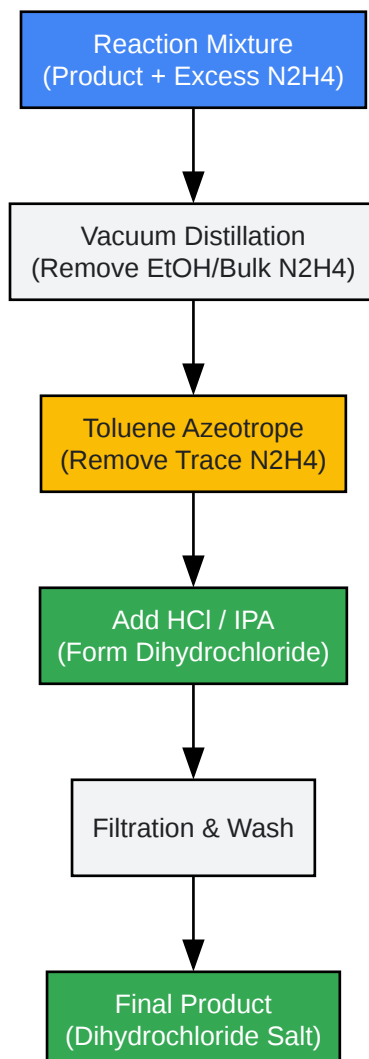 Reaction Mixture
(Product + Excess N2H4)
Vacuum Distillation
(Remove EtOH/Bulk N2H4)
Toluene Azeotrope
(Remove Trace N2H4)
Add HCl / IPA
(Form Dihydrochloride)
Filtration & Wash
Final Product
(Dihydrochloride Salt)